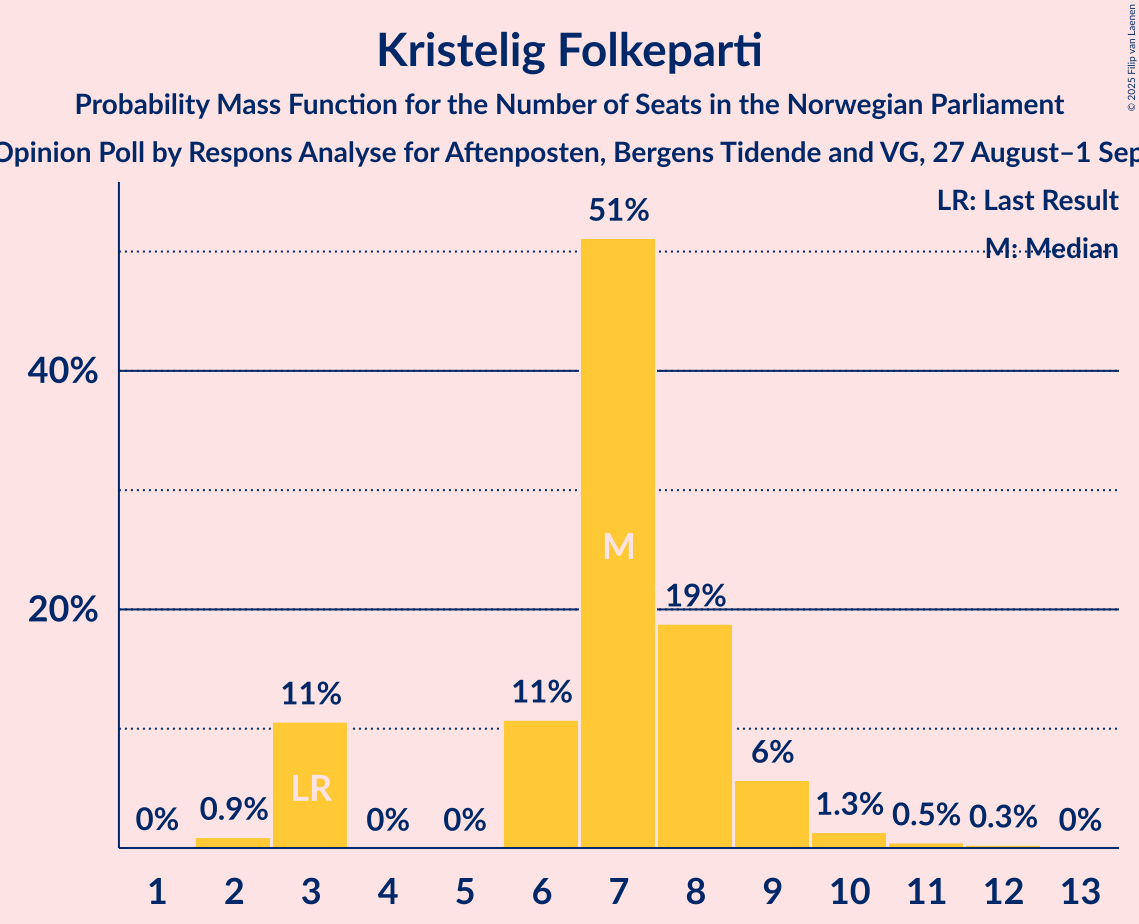 © 2025 Filip van Laenen
Kristelig Folkeparti
Probability Mass Function for the Number of Seats in the Norwegian Parliament
Opinion Poll by Respons Analyse for Aftenposten, Bergens Tidende and VG, 27 August–1 Sep
LR: Last Result
M: Median
51%
40%
M
20%
19%
11%
11%
6%
LR
0%
0.9%
0%
0%
1.3%
0.5%
0.3%
0%
1 2 3 4 5 6 7 8 9 10 11 12 13